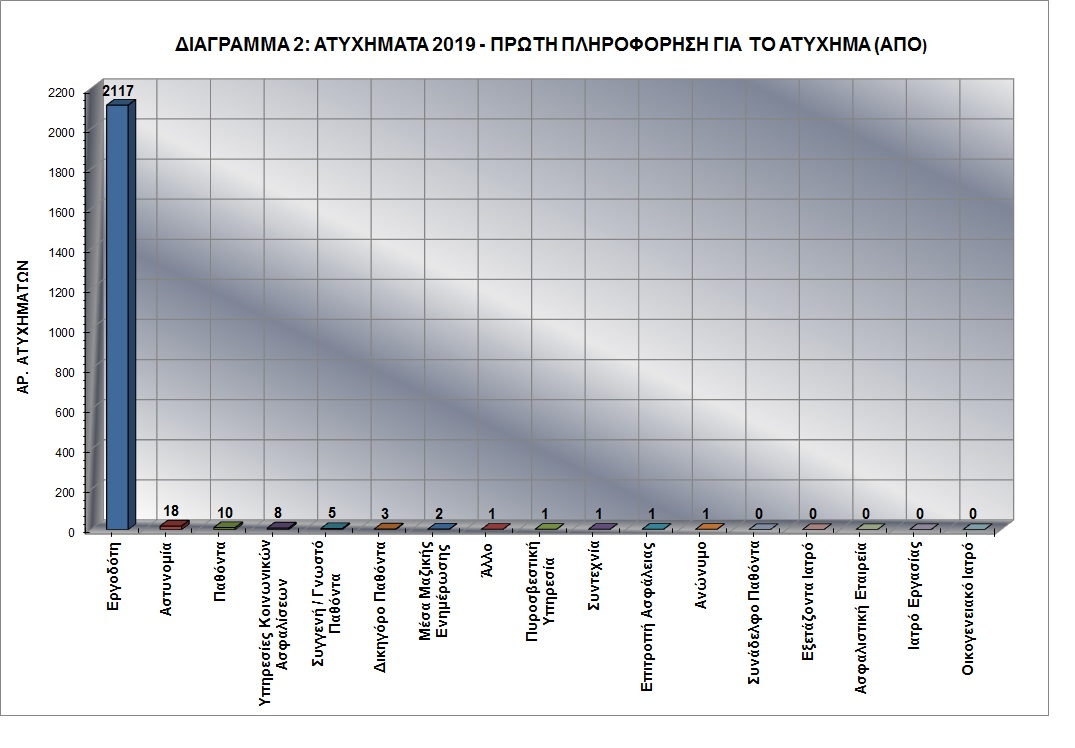 ΔΙΑΓΡΑΜΜΑ 2: ΑΤΥΧΗΜΑΤΑ 2019 - ΠΡΩΤΗ ΠΛΗΡΟΦΟΡΗΣΗ ΓΙΑ ΤΟ ΑΤΥΧΗΜΑ (ΑΠΟ)
ΑΡ. ΑΤΥΧΗΜΑΤΩΝ
2200
2000
1800
1600
1400
1200
1000
800
600
400
200
0
2117
18
10
8
5
3
2
1
1
1
1
1
0
0
0
0
0
Εργοδότη
Αστυνομία
Παθόντα
Υπηρεσίες Κοινωνικών
Ασφαλίσεων
Συγγενή / Γνωστό
Παθόντα
Δικηγόρο Παθόντα
Μέσα Μαζικής
Ενημέρωσης
Άλλο
Πυροσβεστική
Υπηρεσία
Συντεχνία
Επιτροπή Ασφάλειας
Ανώνυμο
Συνάδελφο Παθόντα
Εξετάζοντα Ιατρό
Ασφαλιστική Εταιρεία
Ιατρό Εργασίας
Οικογενειακό Ιατρό